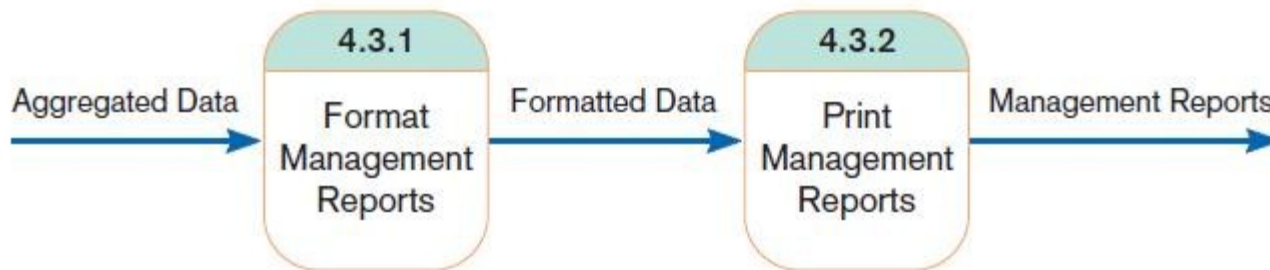 4.3.1
4.3.2
Aggregated Data
Format
Management
Reports
Formatted Data
Print
Management
Reports
Management Reports